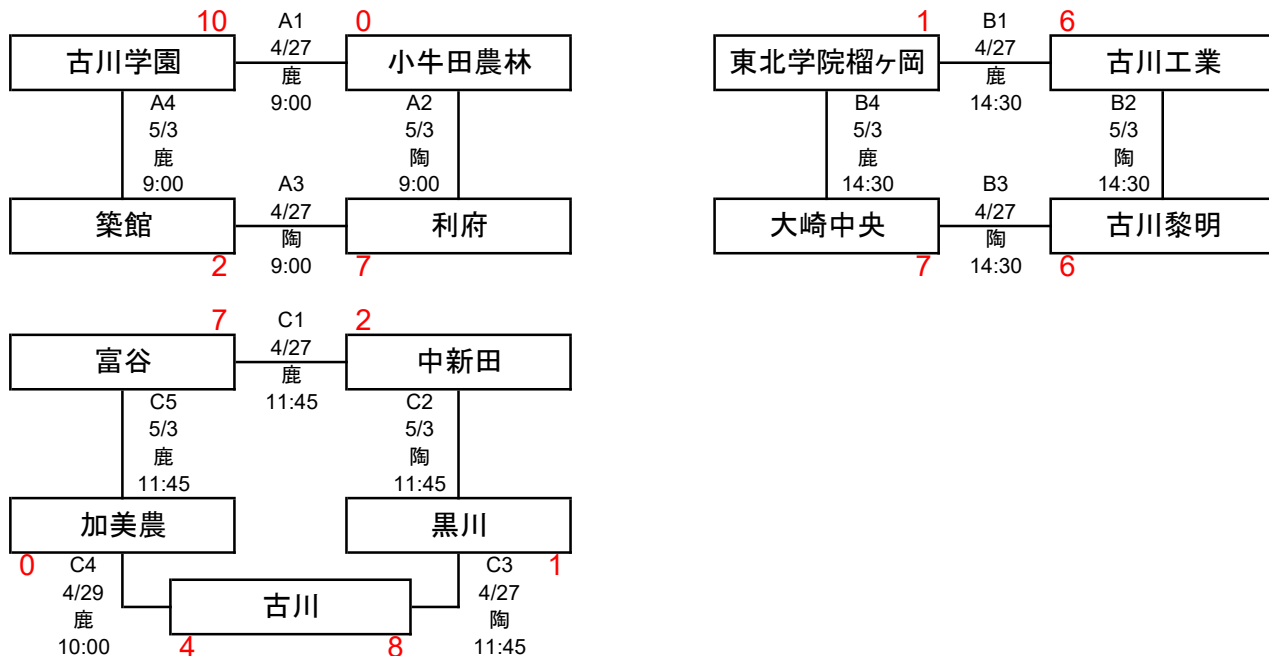 10 A1 0
古川学園 4/27 小牛田農林
鹿
9:00
A4 A2
5/3 5/3
鹿 陶
9:00 A3 9:00
築館 4/27 利府
陶
2 9:00 7
1 B1 6
東北学院榴ヶ岡 4/27 古川工業
鹿
14:30
B4 B2
5/3 5/3
鹿 陶
14:30 B3 14:30
大崎中央 4/27 古川黎明
陶
7 14:30 6
7 C1 2
富谷 4/27 中新田
鹿
11:45
C5 C2
5/3 5/3
鹿 陶
11:45 11:45
加美農 黒川
0 C4 C3 1
4/29 古川 4/27
鹿 陶
10:00 4 8 11:45